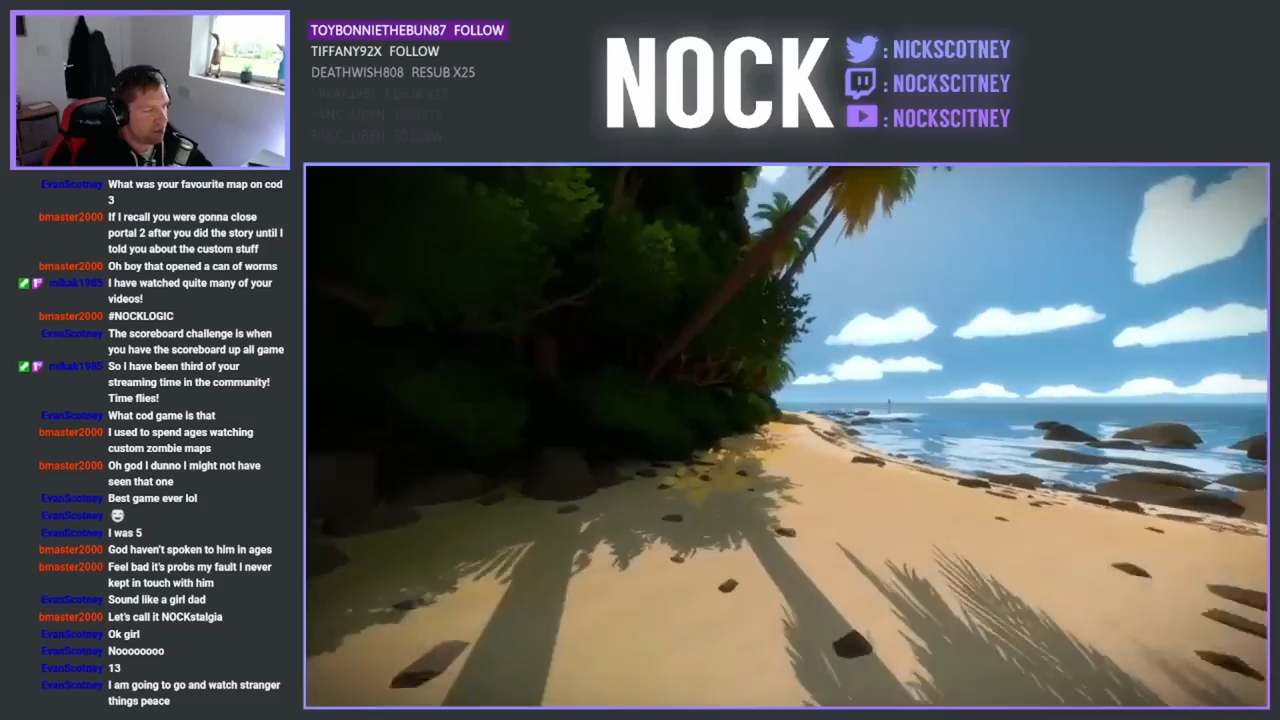 TOYBONNIETHEBUN87 FOLLOW
TIFFANY92X FOLLOW
DEATHWISH808 RESUB X25
NOCK
: NICKSCOTNEY
: NOCKSCITNEY
: NOCKSCITNEY
EvanScotney What was your favourite map on cod
3
bmaster2000 If I recall you were gonna close
portal 2 after you did the story until I
told you about the custom stuff
bmaster2000 Oh boy that opened a can of worms
mikak1985 I have watched quite many of your
videos!
bmaster2000 #NOCKLOGIC
EvanScotney The scoreboard challenge is when
you have the scoreboard up all game
mikak1985 So I have been third of your
streaming time in the community!
Time flies!
EvanScotney What cod game is that
bmaster2000 I used to spend ages watching
custom zombie maps
bmaster2000 Oh god I dunno I might not have
seen that one
EvanScotney Best game ever lol
EvanScotney
EvanScotney I was 5
bmaster2000 God haven't spoken to him in ages
bmaster2000 Feel bad it's probs my fault I never
kept in touch with him
EvanScotney Sound like a girl dad
bmaster2000 Let's call it NOCKstalgia
EvanScotney Ok girl
EvanScotney Nooooooo
EvanScotney 13
EvanScotney I am going to go and watch stranger
things peace